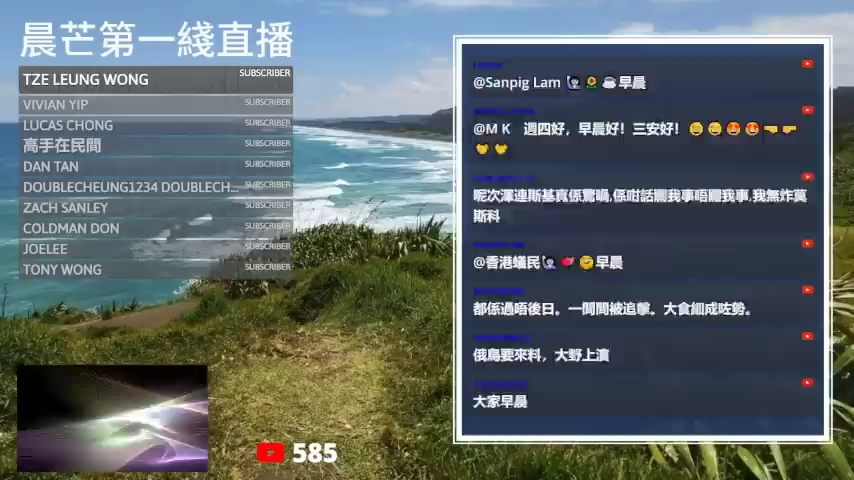 晨芒第一綫直播
TZE LEUNG WONG SUBSCRIBER
VIVIAN YIP SUBSCRIBER
LUCAS CHONG SUBSCRIBER
高手在民間 SUBSCRIBER
DAN TAN SUBSCRIBER
DOUBLECHEUNG1234 DOUBLECH... SUBSCRIBER
ZACH SANLEY SUBSCRIBER
COLDMAN DON SUBSCRIBER
JOELEE SUBSCRIBER
TONY WONG SUBSCRIBER
585
@Sanpig Lam 🙋🏻🌻☕早晨
@M K 週四好，早晨好！三安好！
呢次澤連斯基真係驚喎,係咁話關我事唔關我事,我無炸莫
斯科
@香港蟻民 早晨
都係過唔後日。一間間被追擊。大食細成咗勢。
俄烏要來料，大野上演
大家早晨